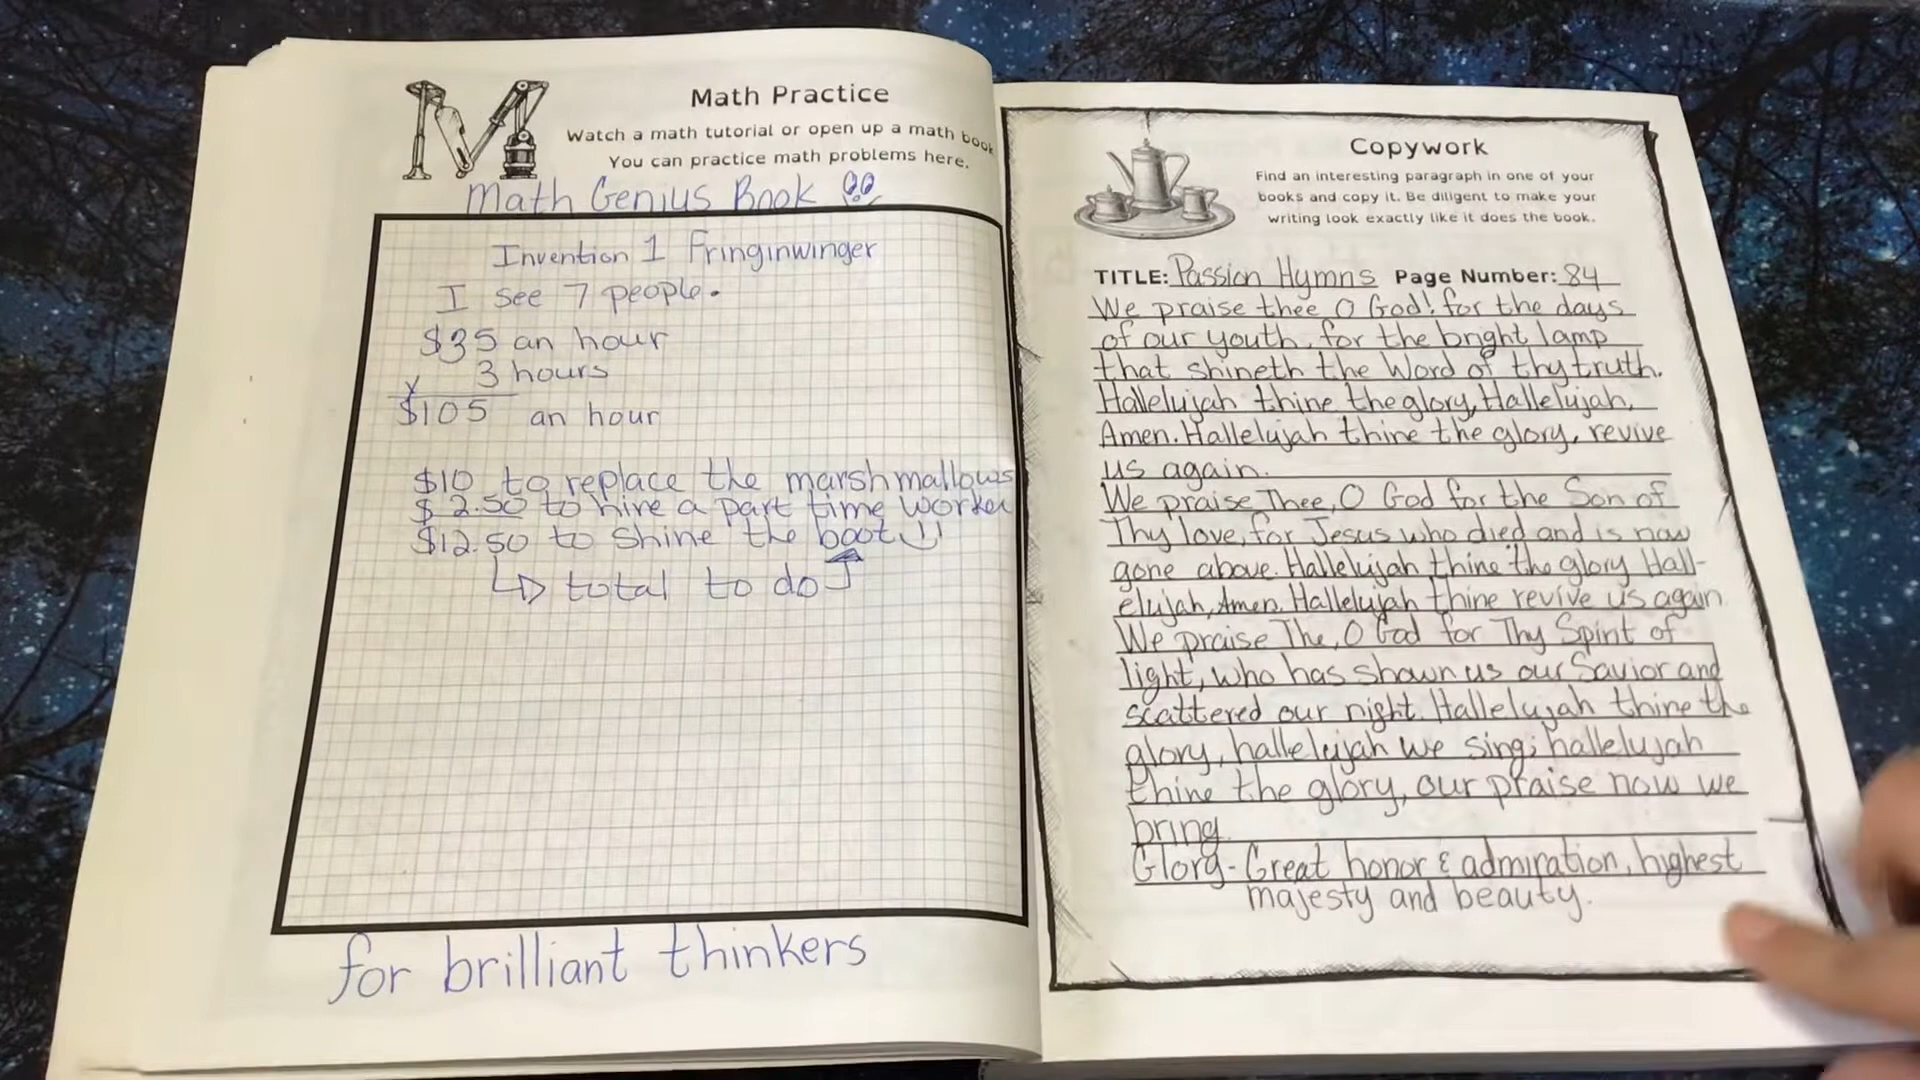 Math Practice
Watch a math tutorial or open up a math book
You can practice math problems here.
Math Genius Book
Invention 1 Fringinwinger
I see 7 people.
$35 an hour
x 3 hours
$105 an hour
$10 to replace the marshmallows
$ 2.50 to hire a part time worker
$12.50 to shine the boot
total to do
for brilliant thinkers
Copywork
Find an interesting paragraph in one of your
books and copy it. Be diligent to make your
writing look exactly like it does the book.
TITLE: Passion Hymns Page Number: 84
We praise thee O God! for the days
of our youth, for the bright lamp
that shineth the Word of thy truth.
Hallelujah thine the glory, Hallelujah,
Amen. Hallelujah thine the glory, revive
us again.
We praise Thee, O God for the Son of
Thy love, for Jesus who died and is now
gone above. Hallelujah thine the glory Hall-
elujah, Amen. Hallelujah thine revive us again
We praise The, O God for Thy Spirit of
light, who has shown us our Savior and
scattered our night. Hallelujah thine the
glory, hallelujah we sing; hallelujah
thine the glory, our praise now we
bring.
Glory - Great honor & admiration, highest
majesty and beauty.